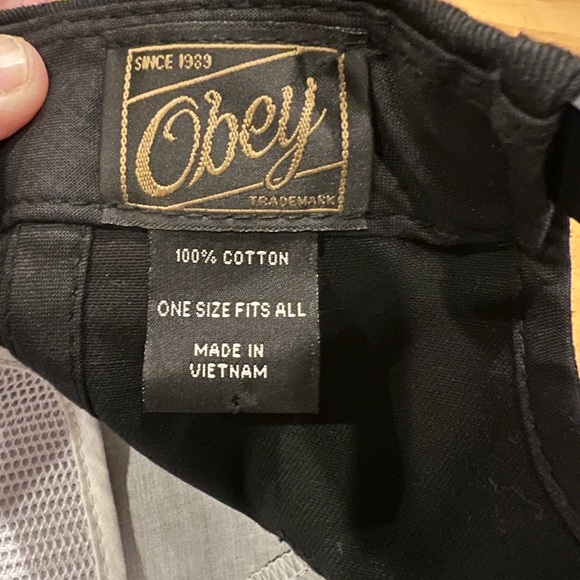 SINCE 1989
Obey
TRADEMARK
100% COTTON
ONE SIZE FITS ALL
MADE IN
VIETNAM